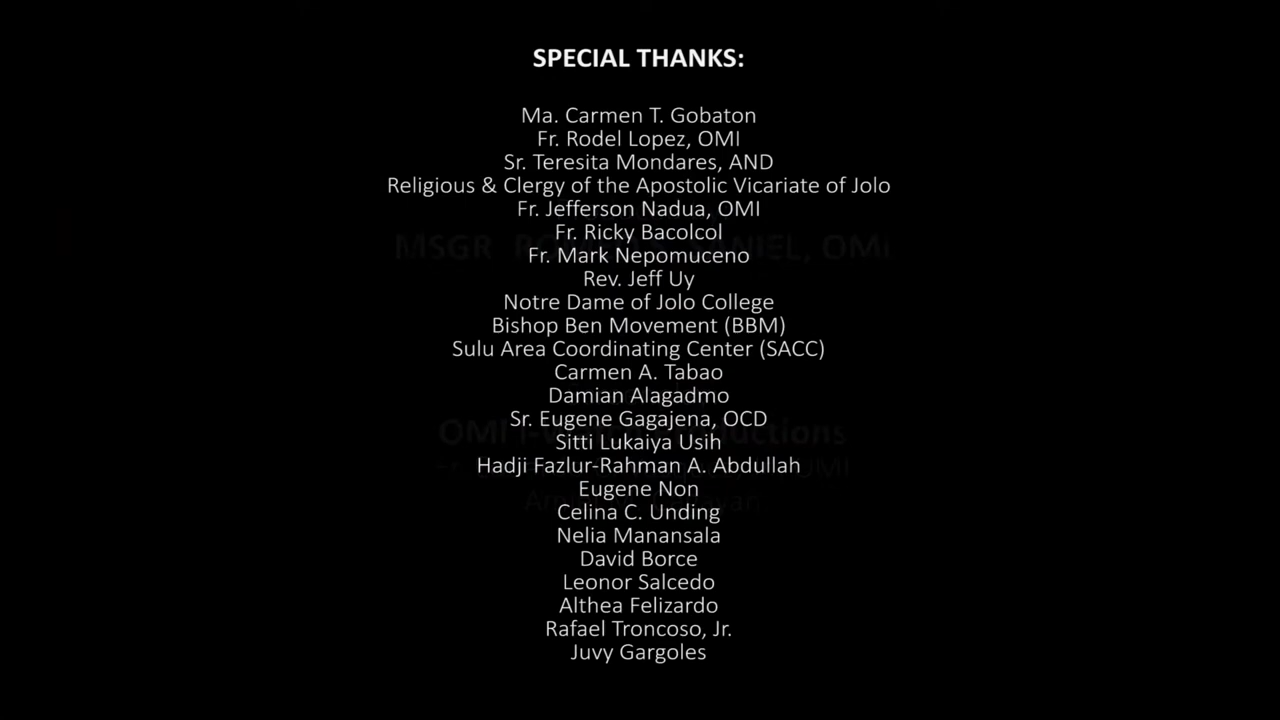 SPECIAL THANKS:
Ma. Carmen T. Gobaton
Fr. Rodel Lopez, OMI
Sr. Teresita Mondares, AND
Religious & Clergy of the Apostolic Vicariate of Jolo
Fr. Jefferson Nadua, OMI
Fr. Ricky Bacolcol
MSGR OMI
Fr. Mark Nepomuceno
Rev. Jeff Uy
Notre Dame of Jolo College
Bishop Ben Movement (BBM)
Sulu Area Coordinating Center (SACC)
Carmen A. Tabao
Damian Alagadmo
Sr. Eugene Gagajena, OCD
OMI
Sitti Lukaiya Usih
Hadji Fazlur-Rahman A. Abdullah
Eugene Non
Celina C. Unding
Nelia Manansala
David Borce
Leonor Salcedo
Althea Felizardo
Rafael Troncoso, Jr.
Juvy Gargoles